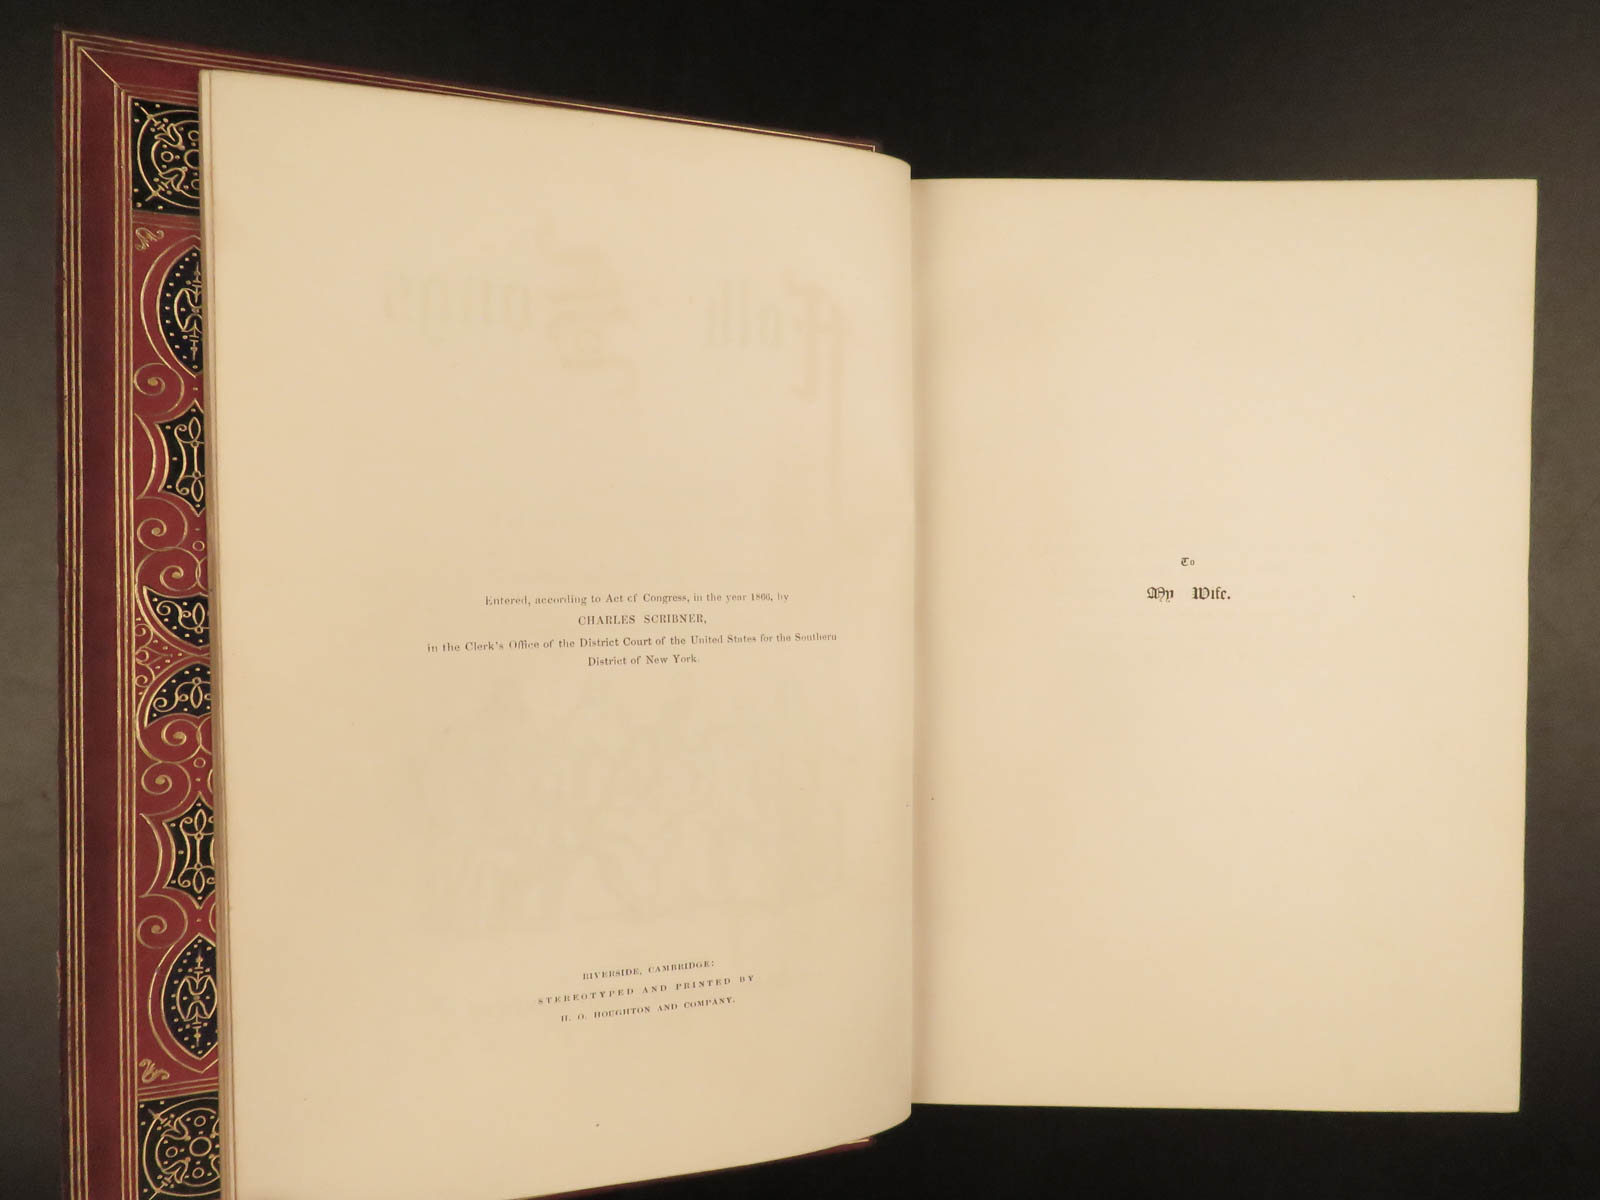 Folk Songs
Entered, according to Act of Congress, in the year 1866, by
CHARLES SCRIBNER,
in the Clerk's Office of the District Court of the United States for the Southern
District of New York.
RIVERSIDE, CAMBRIDGE:
STEREOTYPED AND PRINTED BY
H. O. HOUGHTON AND COMPANY.
To
My Wife.